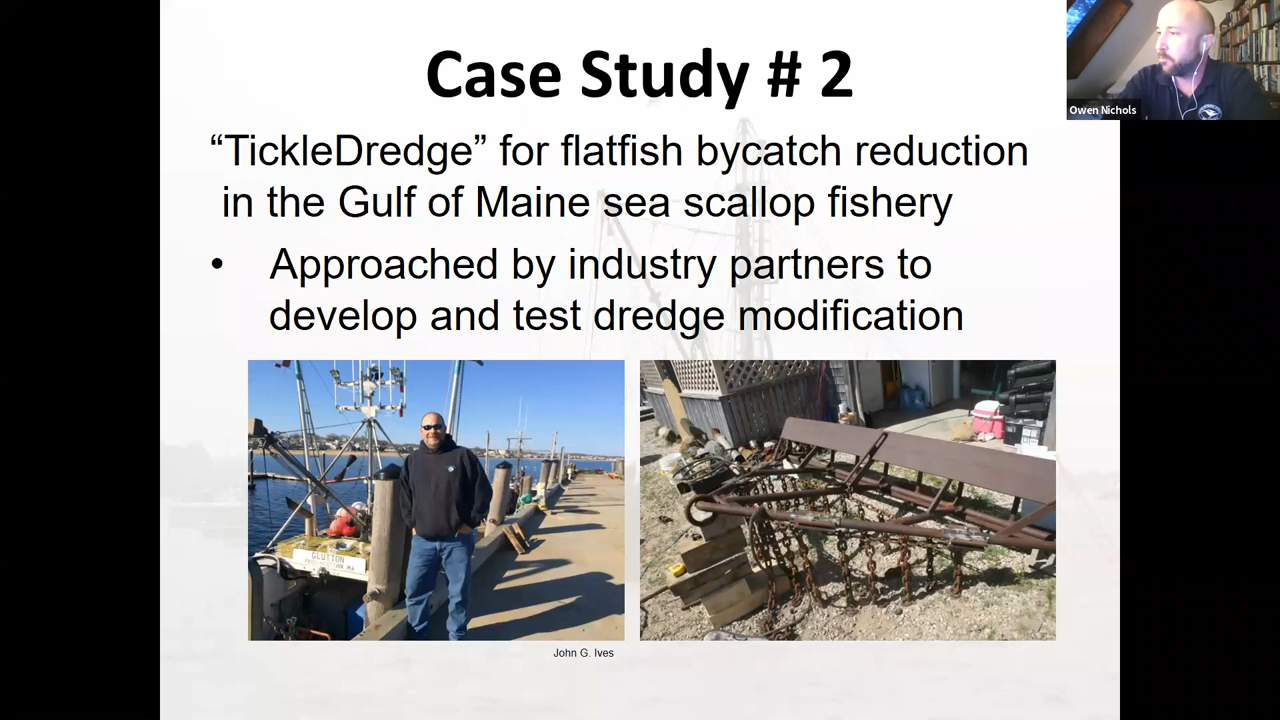 Case Study # 2
Owen Nichols
“TickleDredge” for flatfish bycatch reduction
in the Gulf of Maine sea scallop fishery
• Approached by industry partners to
develop and test dredge modification
GLUTTON
John G. Ives